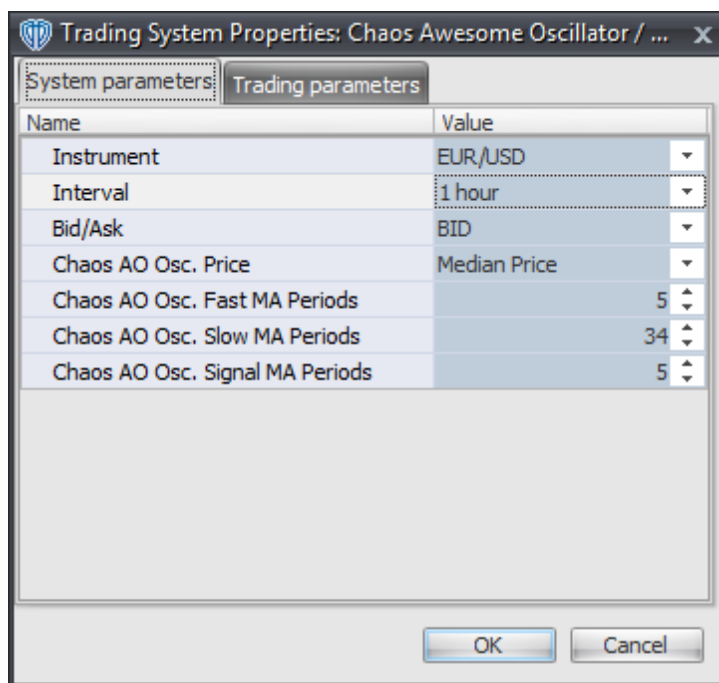 Trading System Properties: Chaos Awesome Oscillator / ... x
System parameters Trading parameters
Name Value
Instrument EUR/USD
Interval 1 hour
Bid/Ask BID
Chaos AO Osc. Price Median Price
Chaos AO Osc. Fast MA Periods 5
Chaos AO Osc. Slow MA Periods 34
Chaos AO Osc. Signal MA Periods 5
OK Cancel